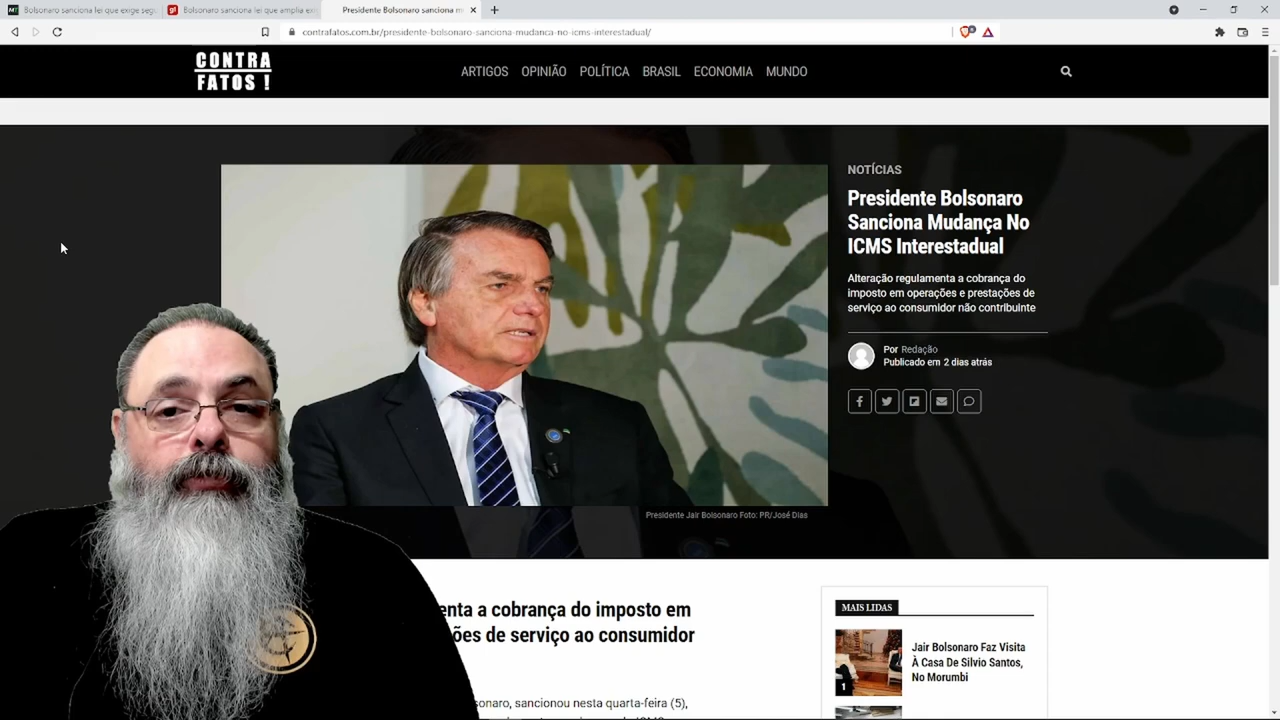 Bolsonaro sanciona lei que exige segu
Bolsonaro sanciona lei que amplia ex
Presidente Bolsonaro sanciona m
contrafatos.com.br/presidente-bolsonaro-sanciona-mudanca-no-icms-interestadual/
CONTRA
FATOS !
ARTIGOS OPINIÃO POLÍTICA BRASIL ECONOMIA MUNDO
NOTÍCIAS
Presidente Bolsonaro
Sanciona Mudança No
ICMS Interestadual
Alteração regulamenta a cobrança do
imposto em operações e prestações de
serviço ao consumidor não contribuinte
Por Redação
Publicado em 2 dias atrás
Presidente Jair Bolsonaro Foto: PR/José Dias
enta a cobrança do imposto em
ões de serviço ao consumidor
onaro, sancionou nesta quarta-feira (5),
MAIS LIDAS
Jair Bolsonaro Faz Visita
À Casa De Silvio Santos,
No Morumbi
1